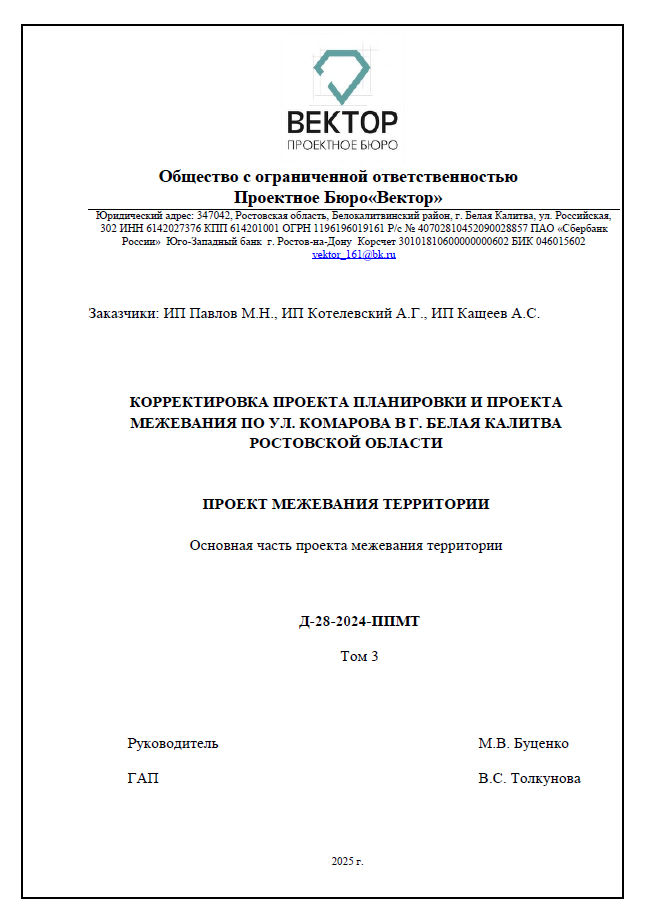 ВЕКТОР
ПРОЕКТНОЕ БЮРО
Общество с ограниченной ответственностью
Проектное Бюро«Вектор»
Юридический адрес: 347042, Ростовская область, Белокалитвинский район, г. Белая Калитва, ул. Российская,
302 ИНН 6142027376 КПП 614201001 ОГРН 1196196019161 Р/с № 40702810452090028857 ПАО «Сбербанк
России» Юго-Западный банк г. Ростов-на-Дону Корсчет 30101810600000000602 БИК 046015602
vektor_161@bk.ru
Заказчики: ИП Павлов М.Н., ИП Котелевский А.Г., ИП Кащеев А.С.
КОРРЕКТИРОВКА ПРОЕКТА ПЛАНИРОВКИ И ПРОЕКТА
МЕЖЕВАНИЯ ПО УЛ. КОМАРОВА В Г. БЕЛАЯ КАЛИТВА
РОСТОВСКОЙ ОБЛАСТИ
ПРОЕКТ МЕЖЕВАНИЯ ТЕРРИТОРИИ
Основная часть проекта межевания территории
Д-28-2024-ППМТ
Том 3
Руководитель М.В. Буценко
ГАП В.С. Толкунова
2025 г.